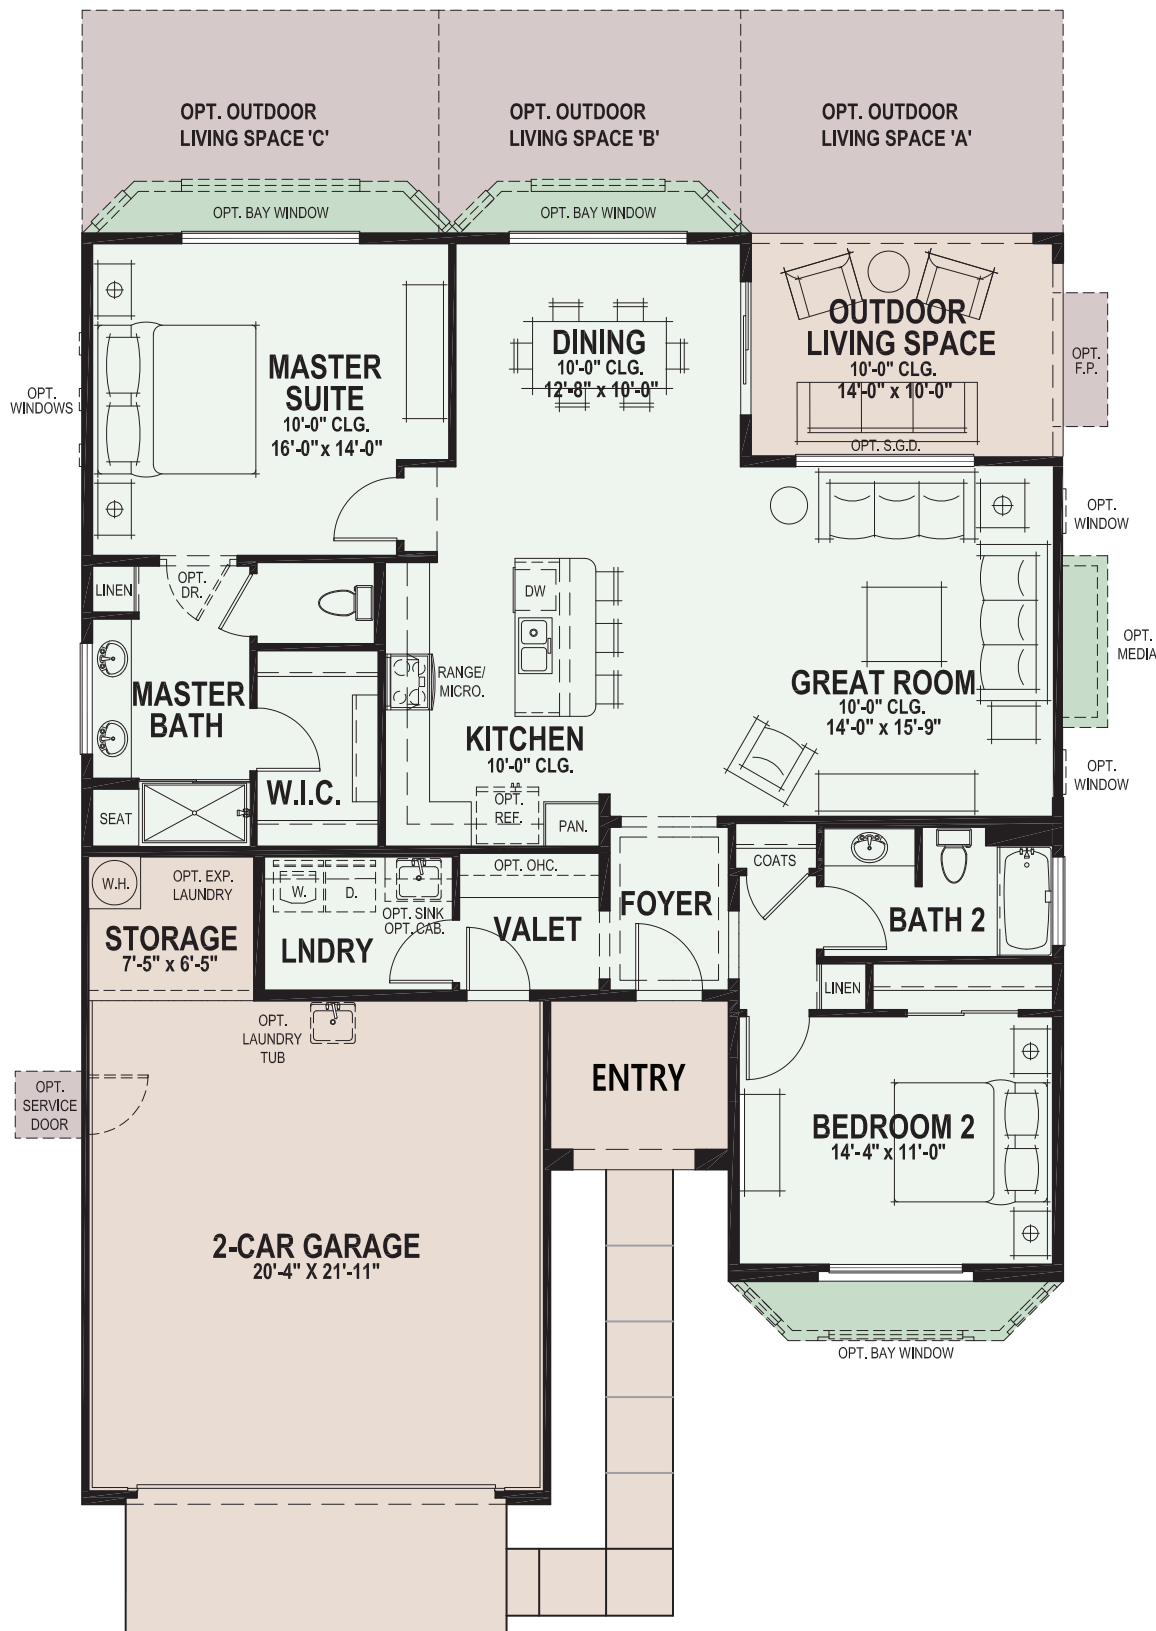 OPT. OUTDOOR
LIVING SPACE 'C'
OPT. OUTDOOR
LIVING SPACE 'B'
OPT. OUTDOOR
LIVING SPACE 'A'
OPT. BAY WINDOW
OPT. BAY WINDOW
MASTER
SUITE
10'-0" CLG.
16'-0" x 14'-0"
OPT.
WINDOWS
DINING
10'-0" CLG.
12'-8" x 10'-0"
OUTDOOR
LIVING SPACE
10'-0" CLG.
14'-0" x 10'-0"
OPT. S.G.D.
OPT.
F.P.
OPT.
WINDOW
OPT.
MEDIA
OPT.
WINDOW
LINEN
OPT.
DR.
MASTER
BATH
W.I.C.
SEAT
DW
RANGE/
MICRO.
KITCHEN
10'-0" CLG.
OPT.
REF.
PAN.
GREAT ROOM
10'-0" CLG.
14'-0" x 15'-9"
W.H.
OPT. EXP.
LAUNDRY
STORAGE
7'-5" x 6'-5"
W.
D.
OPT. SINK
OPT. CAB.
LNDRY
OPT. OHC.
VALET
FOYER
COATS
BATH 2
LINEN
OPT.
LAUNDRY
TUB
OPT.
SERVICE
DOOR
ENTRY
BEDROOM 2
14'-4" x 11'-0"
2-CAR GARAGE
20'-4" X 21'-11"
OPT. BAY WINDOW